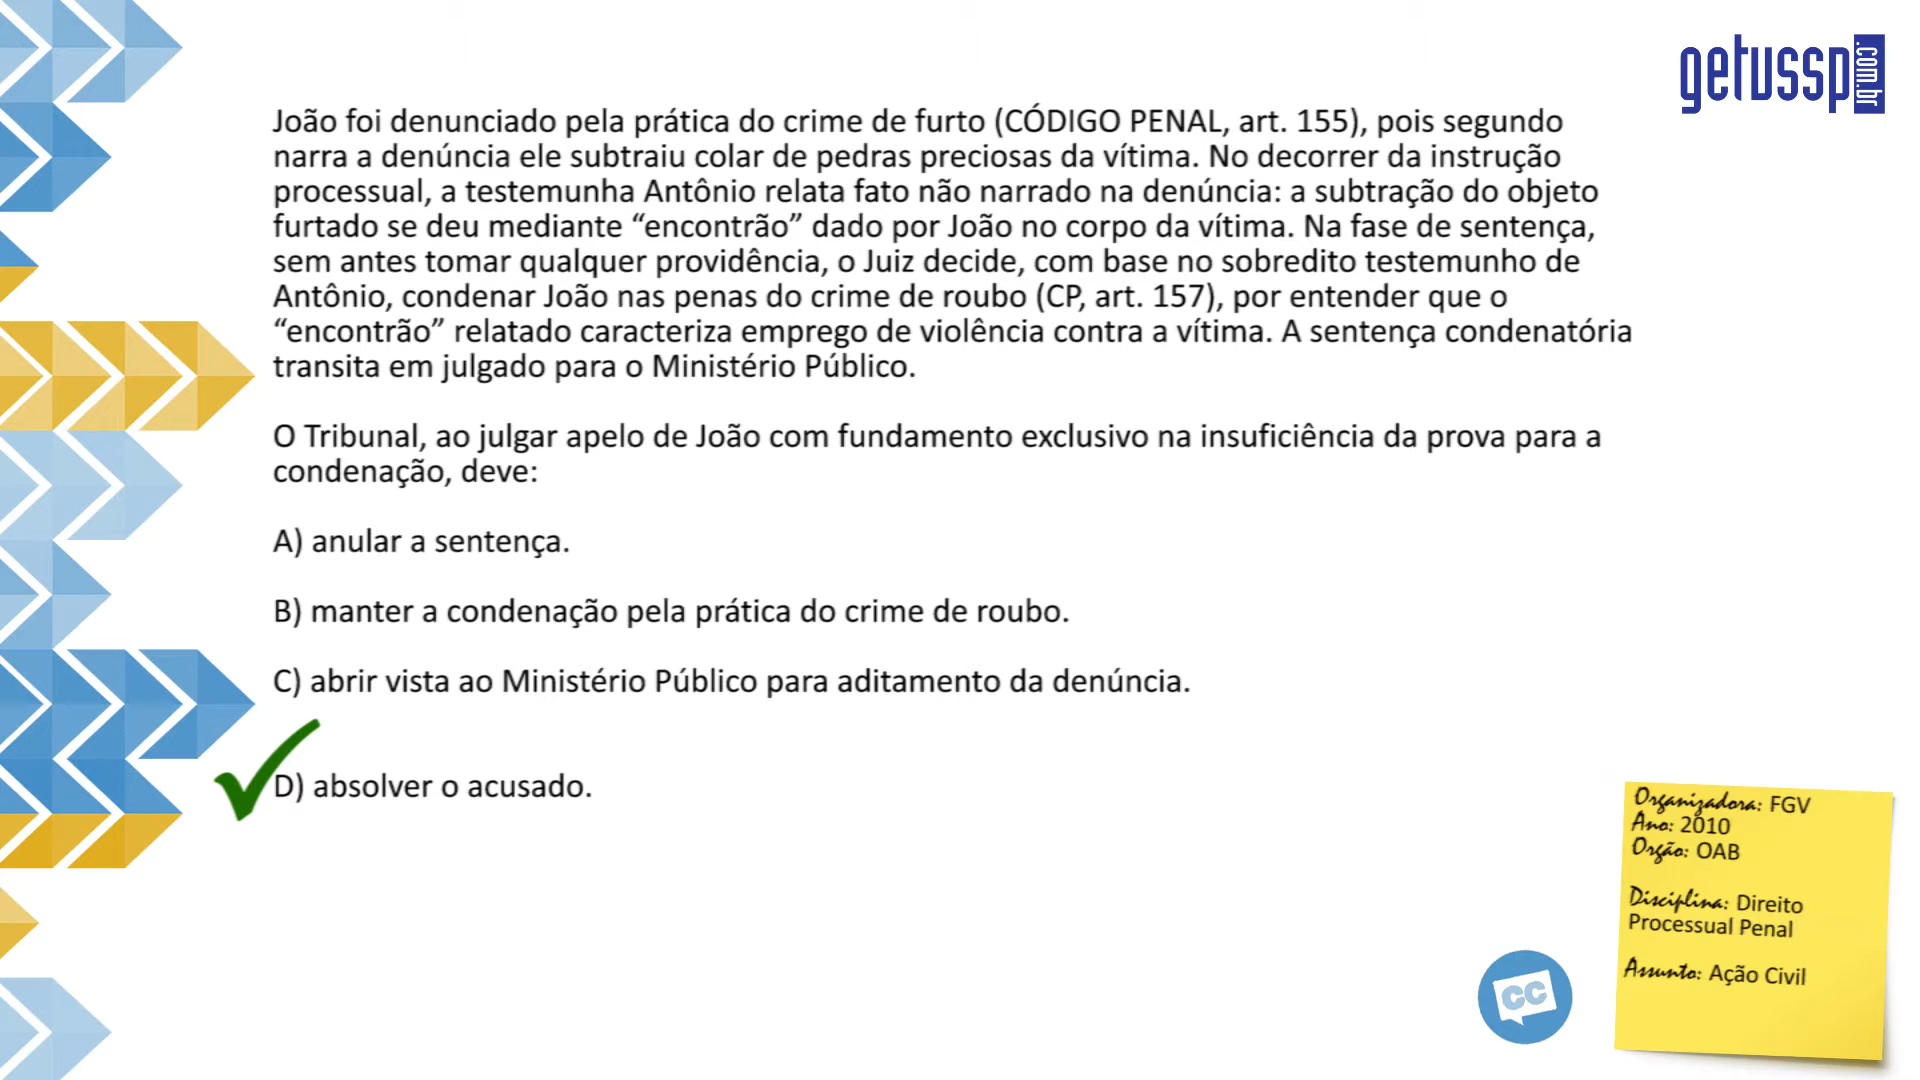 getussp.com.br
João foi denunciado pela prática do crime de furto (CÓDIGO PENAL, art. 155), pois segundo
narra a denúncia ele subtraiu colar de pedras preciosas da vítima. No decorrer da instrução
processual, a testemunha Antônio relata fato não narrado na denúncia: a subtração do objeto
furtado se deu mediante “encontrão” dado por João no corpo da vítima. Na fase de sentença,
sem antes tomar qualquer providência, o Juiz decide, com base no sobredito testemunho de
Antônio, condenar João nas penas do crime de roubo (CP, art. 157), por entender que o
“encontrão” relatado caracteriza emprego de violência contra a vítima. A sentença condenatória
transita em julgado para o Ministério Público.
O Tribunal, ao julgar apelo de João com fundamento exclusivo na insuficiência da prova para a
condenação, deve:
A) anular a sentença.
B) manter a condenação pela prática do crime de roubo.
C) abrir vista ao Ministério Público para aditamento da denúncia.
D) absolver o acusado.
Organizadora: FGV
Ano: 2010
Orgão: OAB
Disciplina: Direito
Processual Penal
Assunto: Ação Civil
CC